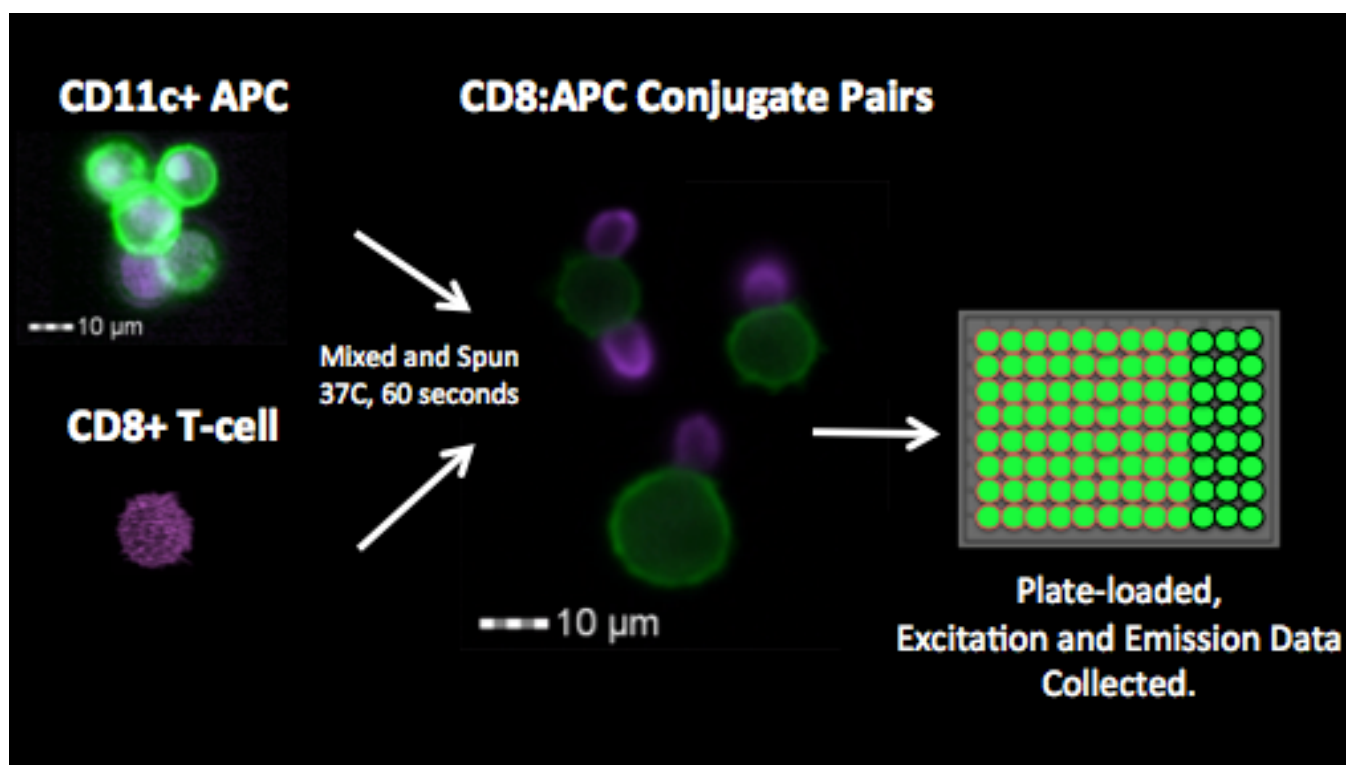 CD11c+ APC
CD8:APC Conjugate Pairs
10 µm
Mixed and Spun
37C, 60 seconds
CD8+ T-cell
10 µm
Plate-loaded,
Excitation and Emission Data
Collected.